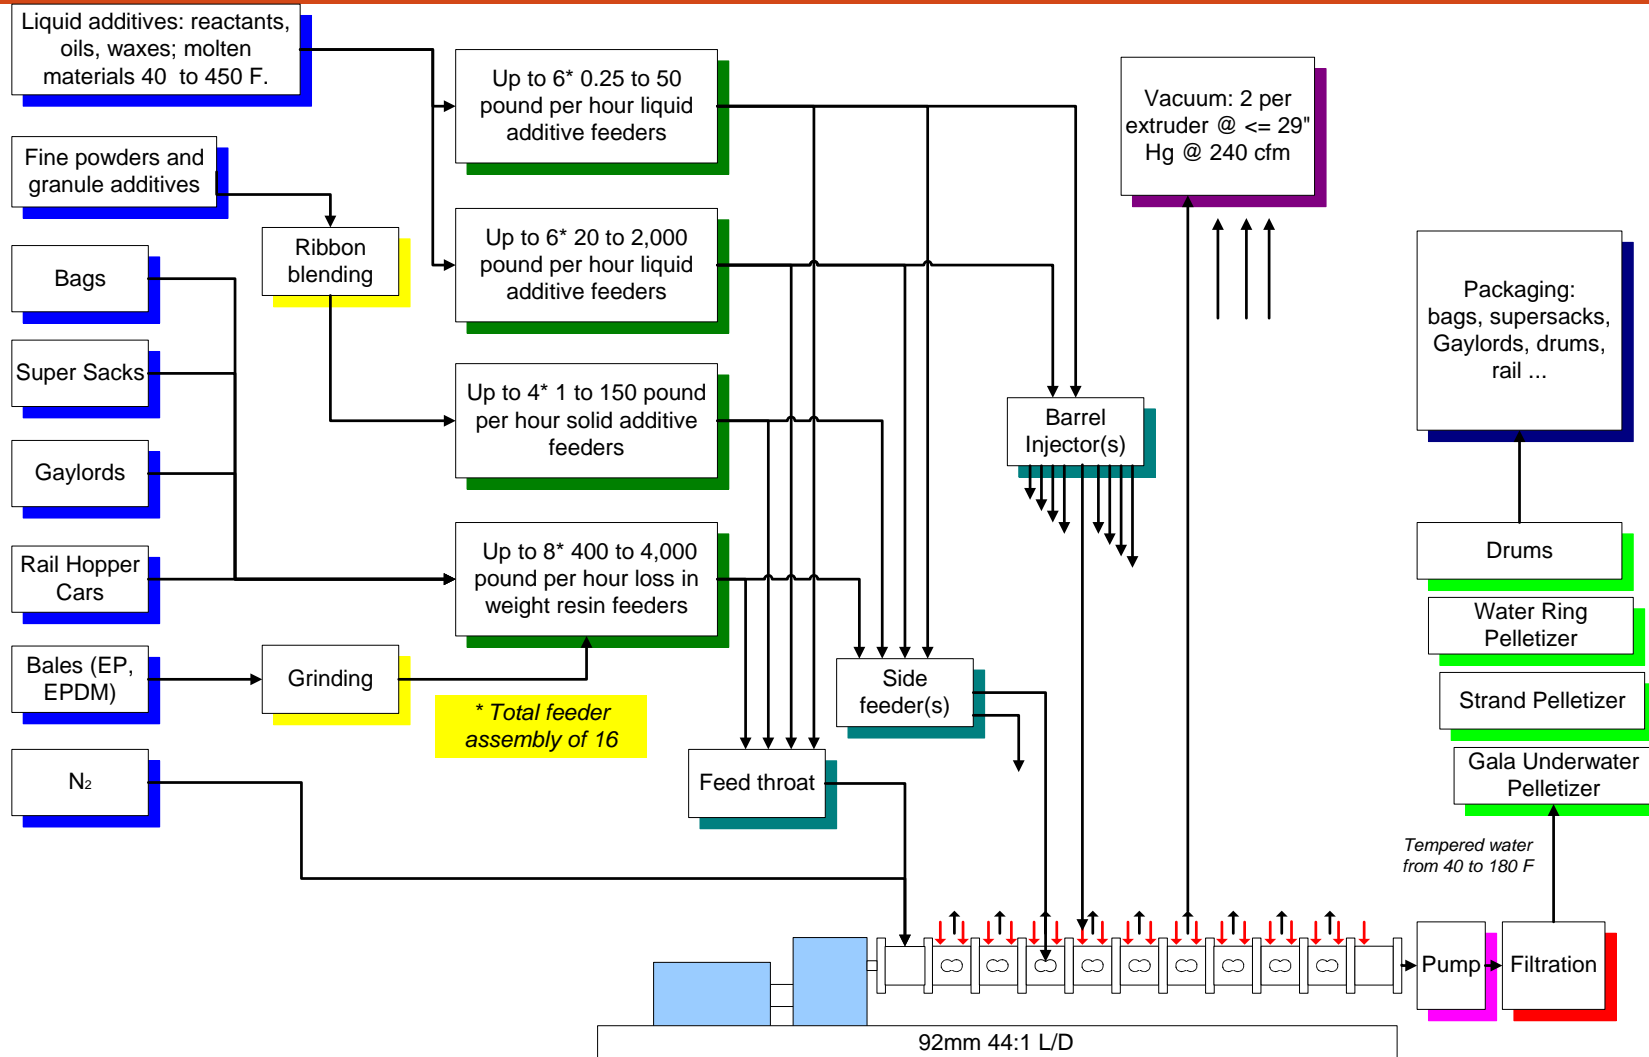 Liquid additives: reactants,
oils, waxes; molten
materials 40 to 450 F.
Fine powders and
granule additives
Bags
Super Sacks
Gaylords
Rail Hopper
Cars
Bales (EP,
EPDM)
N2
Ribbon
blending
Grinding
Up to 6* 0.25 to 50
pound per hour liquid
additive feeders
Up to 6* 20 to 2,000
pound per hour liquid
additive feeders
Up to 4* 1 to 150 pound
per hour solid additive
feeders
Up to 8* 400 to 4,000
pound per hour loss in
weight resin feeders
* Total feeder
assembly of 16
Feed throat
Side
feeder(s)
Barrel
Injector(s)
Vacuum: 2 per
extruder @ <= 29"
Hg @ 240 cfm
Packaging:
bags, supersacks,
Gaylords, drums,
rail ...
Drums
Water Ring
Pelletizer
Strand Pelletizer
Gala Underwater
Pelletizer
Tempered water
from 40 to 180 F
Pump
Filtration
92mm 44:1 L/D